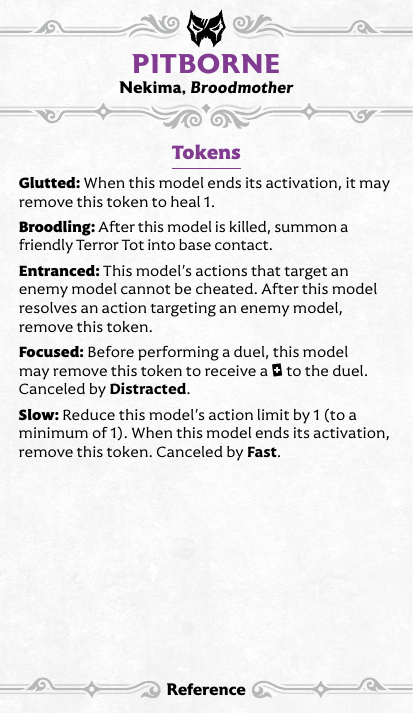 PITBORNE
Nekima, Broodmother
Tokens
Glutted: When this model ends its activation, it may
remove this token to heal 1.
Broodling: After this model is killed, summon a
friendly Terror Tot into base contact.
Entranced: This model’s actions that target an
enemy model cannot be cheated. After this model
resolves an action targeting an enemy model,
remove this token.
Focused: Before performing a duel, this model
may remove this token to receive a to the duel.
Canceled by Distracted.
Slow: Reduce this model’s action limit by 1 (to a
minimum of 1). When this model ends its activation,
remove this token. Canceled by Fast.
Reference